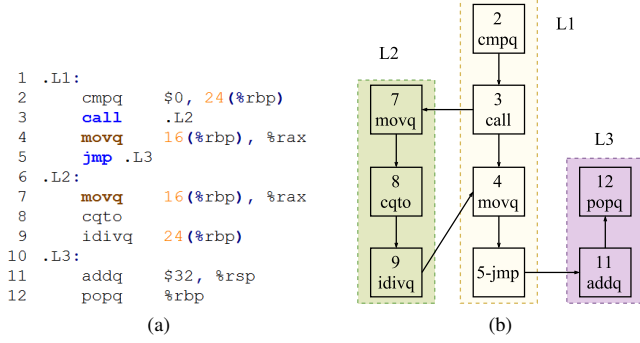 1 .L1:
2 cmpq $0, 24(%rbp)
3 call .L2
4 movq 16(%rbp), %rax
5 jmp .L3
6 .L2:
7 movq 16(%rbp), %rax
8 cqto
9 idivq 24(%rbp)
10 .L3:
11 addq $32, %rsp
12 popq %rbp
(a)
L2
7
movq
8
cqto
9
idivq
L1
2
cmpq
3
call
4
movq
5-jmp
L3
12
popq
11
addq
(b)